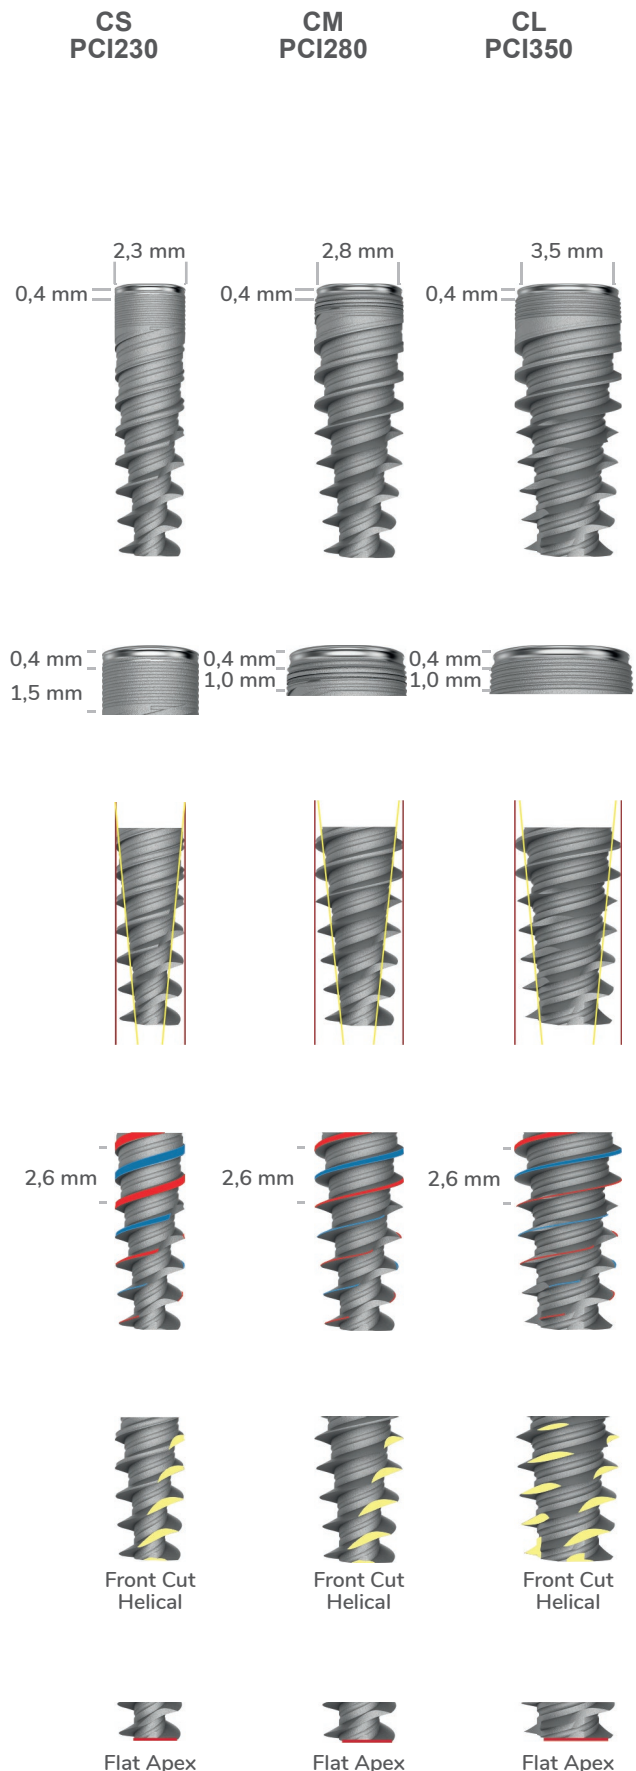 CS
PCI230
CM
PCI280
CL
PCI350
2,3 mm
2,8 mm
3,5 mm
0,4 mm
0,4 mm
0,4 mm
0,4 mm
1,5 mm
0,4 mm
1,0 mm
0,4 mm
1,0 mm
2,6 mm
2,6 mm
2,6 mm
Front Cut
Helical
Front Cut
Helical
Front Cut
Helical
Flat Apex
Flat Apex
Flat Apex